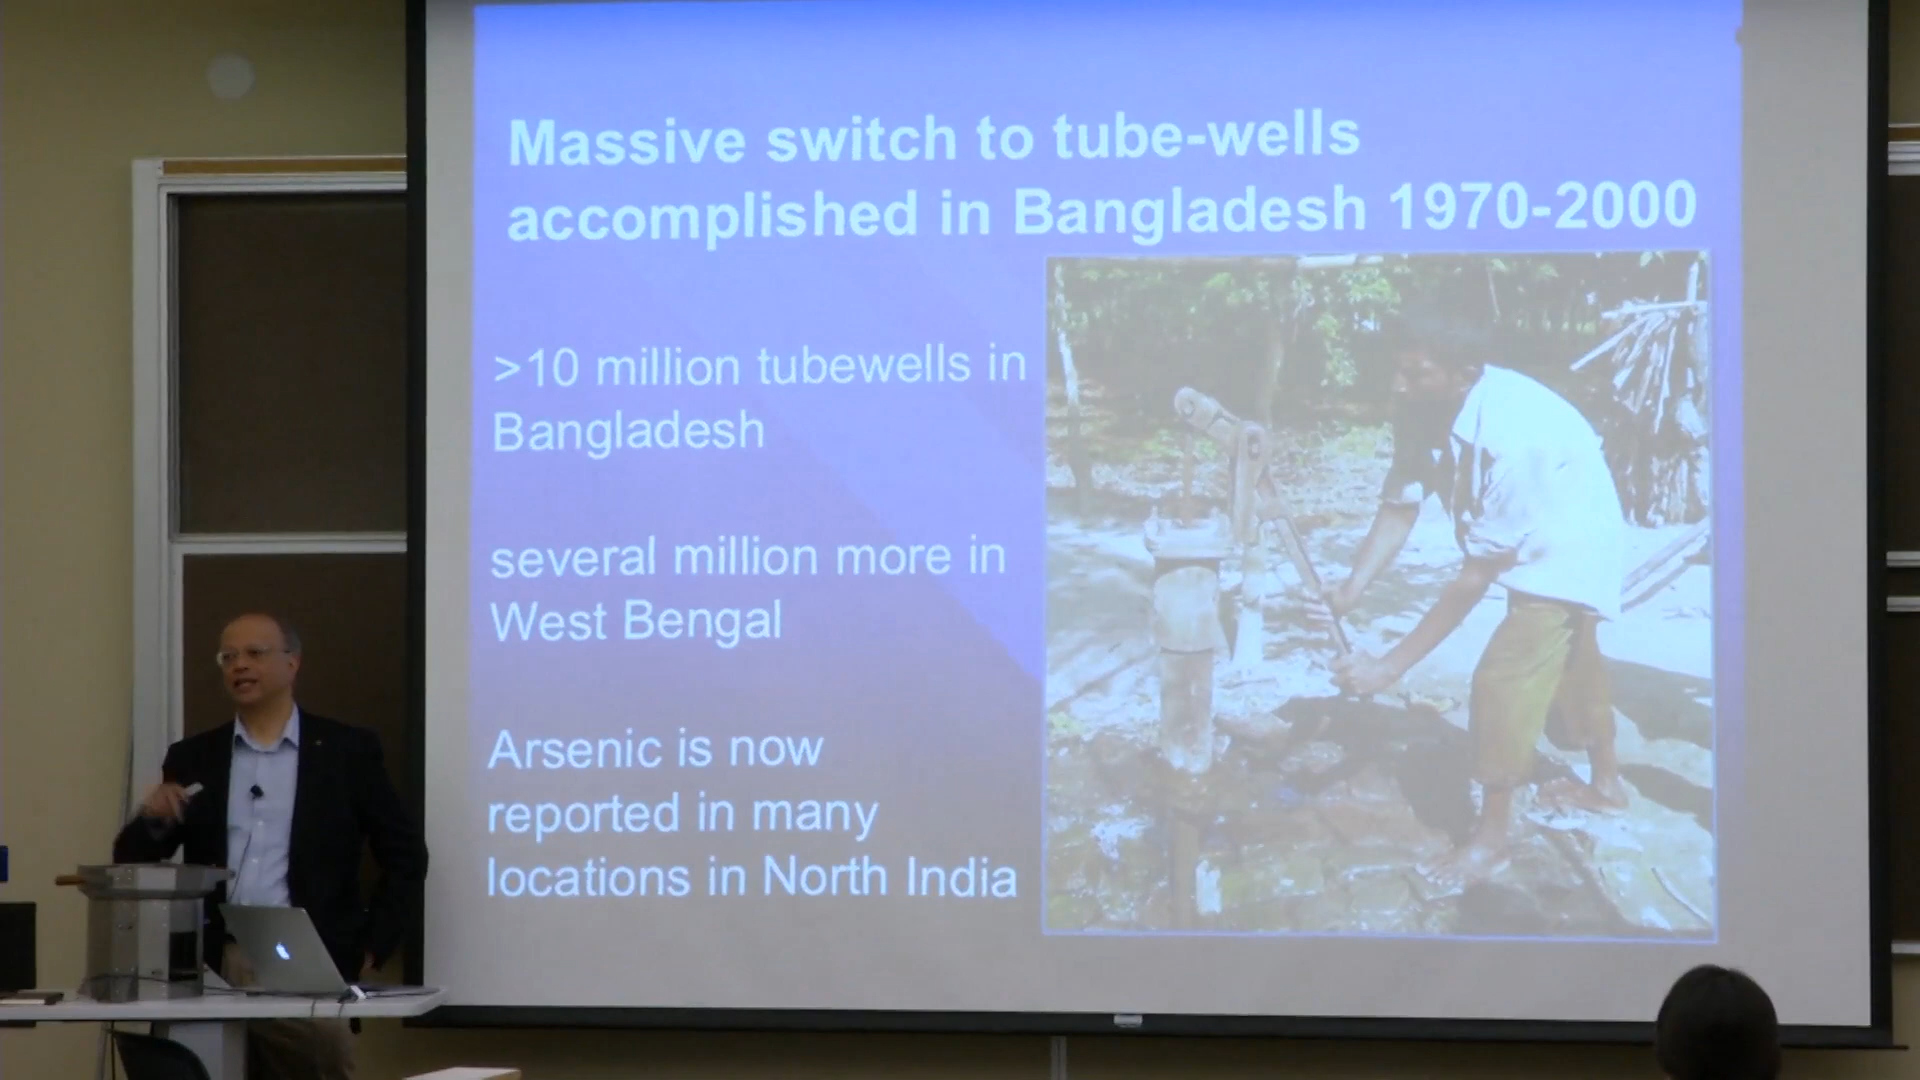 Massive switch to tube-wells
accomplished in Bangladesh 1970-2000
>10 million tubewells in
Bangladesh
several million more in
West Bengal
Arsenic is now
reported in many
locations in North India